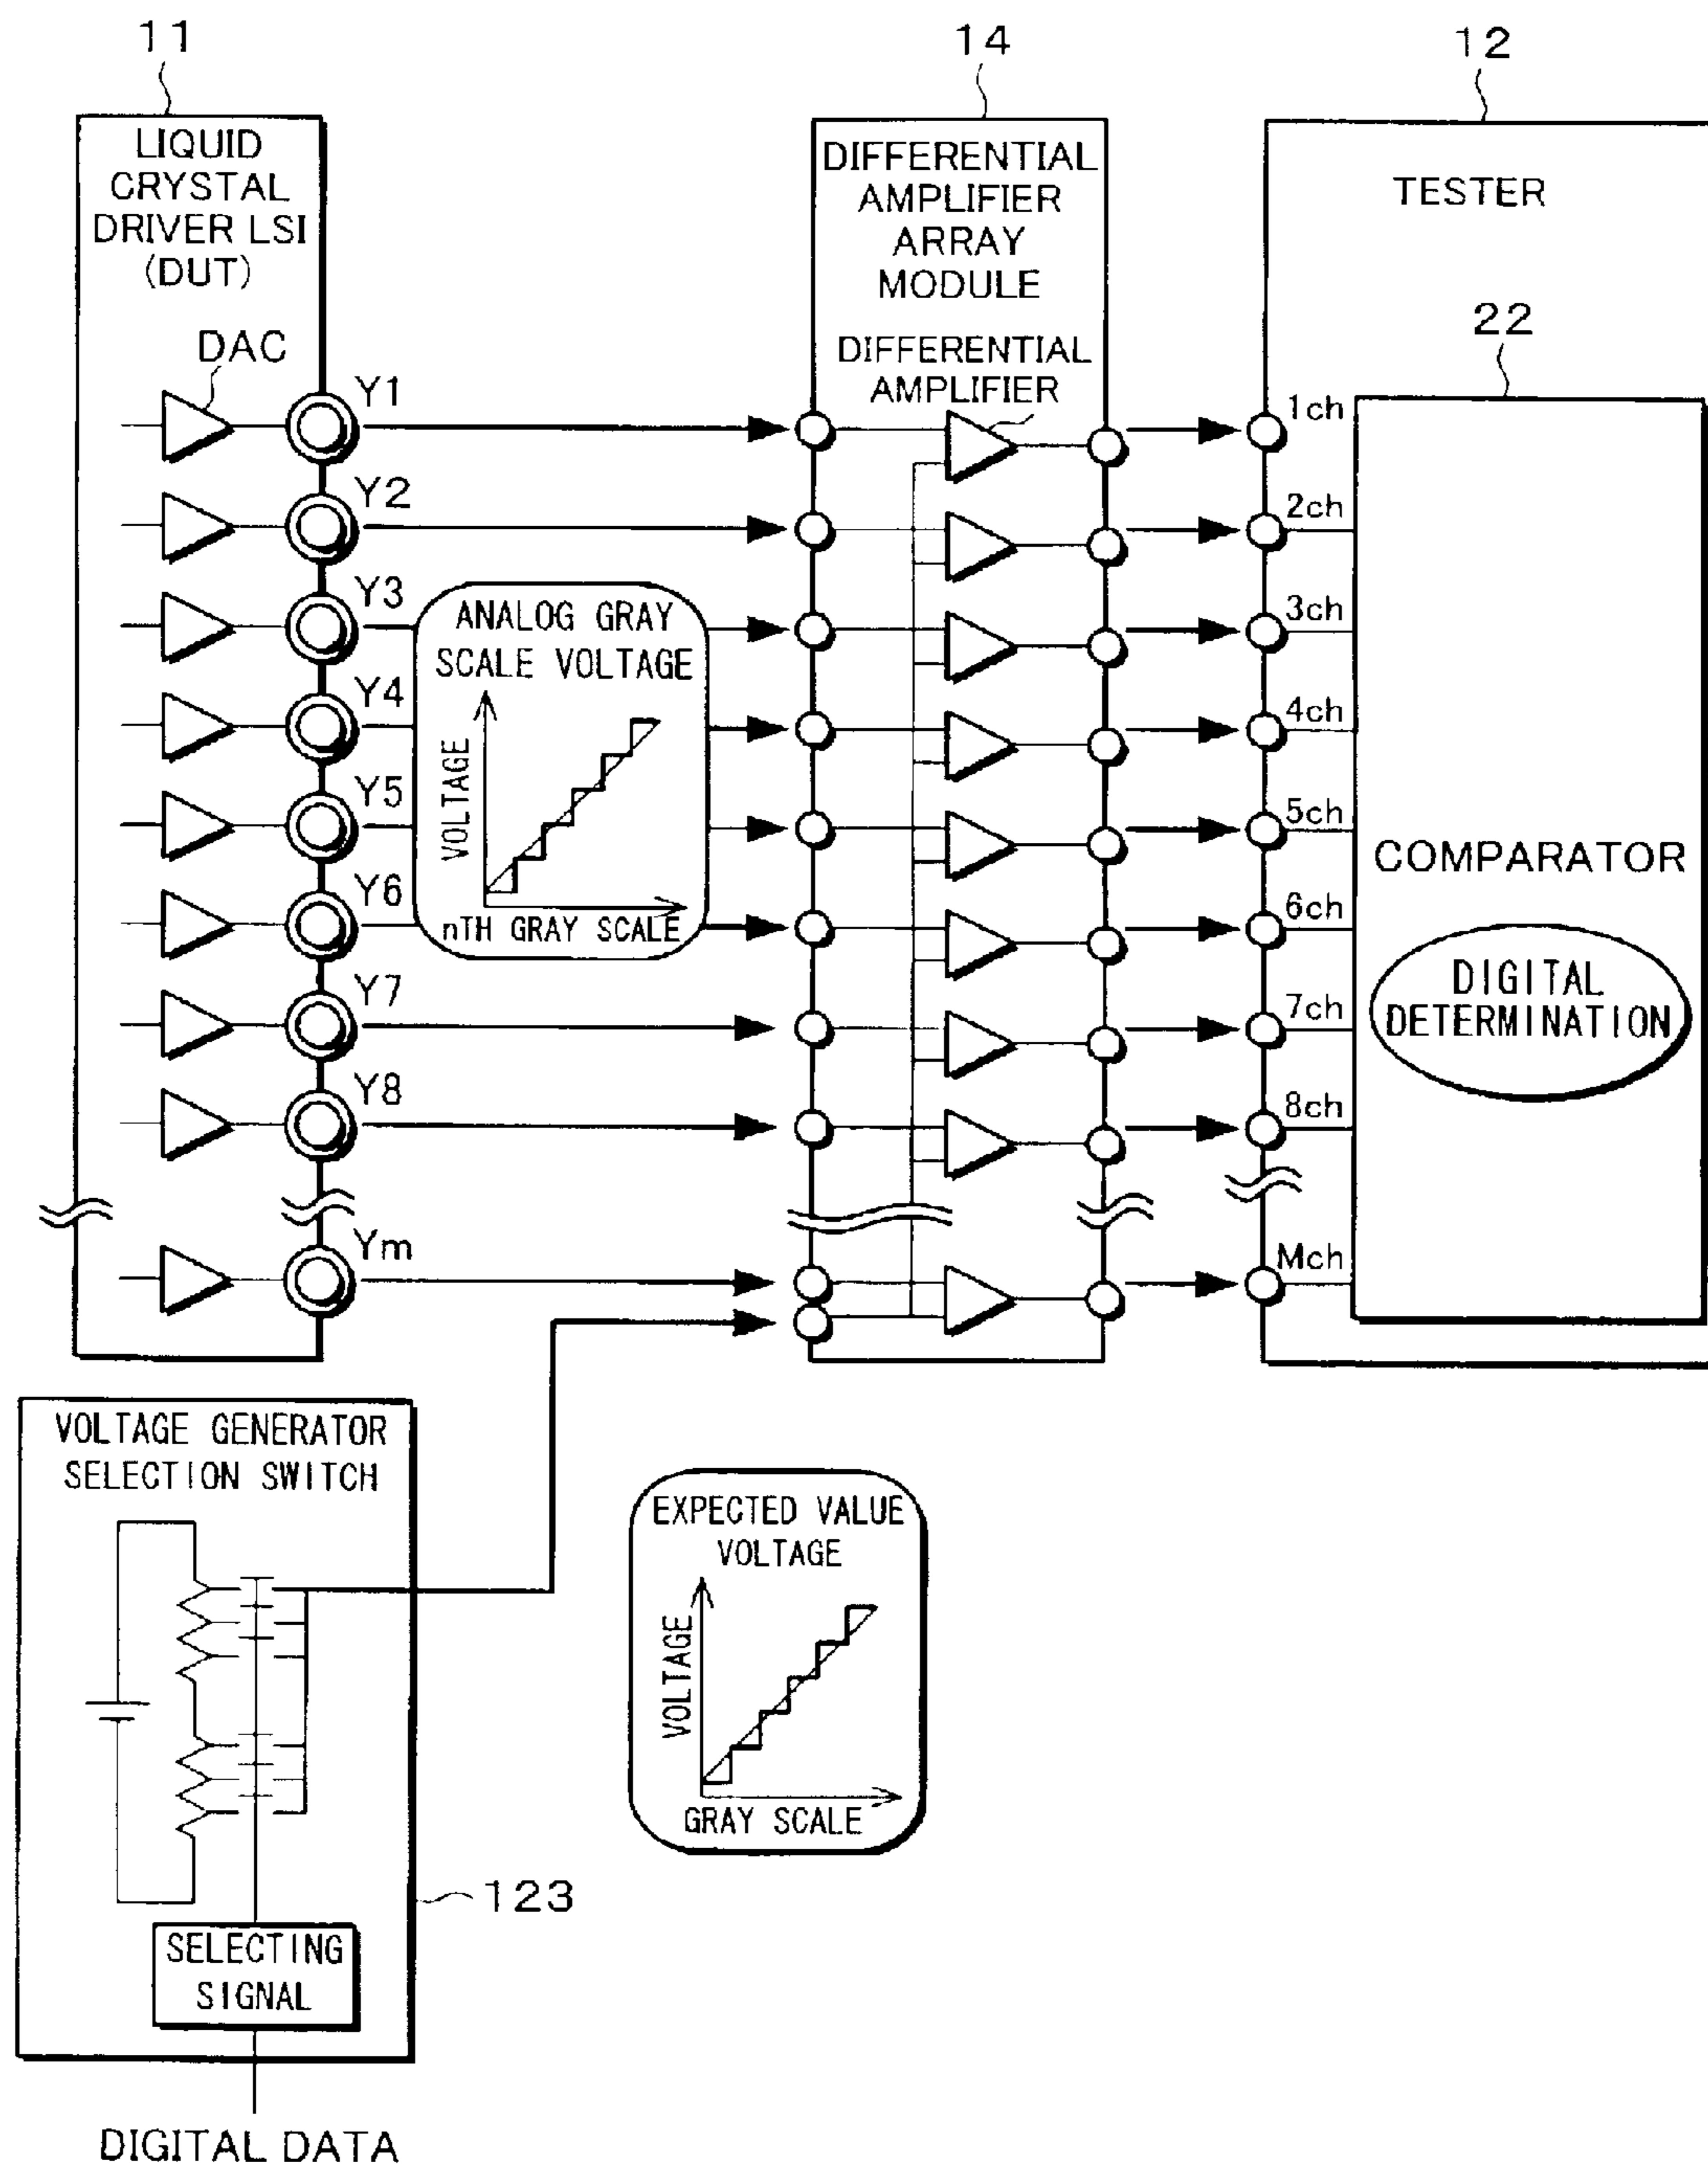 11
14
12
LIQUID
CRYSTAL
DRIVER LSI
(DUT)
DIFFERENTIAL
AMPLIFIER
ARRAY
MODULE
TESTER
22
DAC
DIFFERENTIAL
AMPLIFIER
Y1
Y2
Y3
Y4
Y5
Y6
Y7
Y8
Ym
ANALOG GRAY
SCALE VOLTAGE
VOLTAGE
nTH GRAY SCALE
1ch
2ch
3ch
4ch
5ch
6ch
7ch
8ch
Mch
COMPARATOR
DIGITAL
DETERMINATION
VOLTAGE GENERATOR
SELECTION SWITCH
EXPECTED VALUE
VOLTAGE
VOLTAGE
GRAY SCALE
123
SELECTING
SIGNAL
DIGITAL DATA